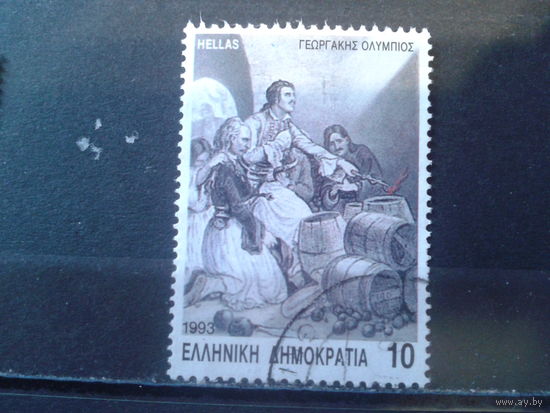 HELLAS ΓΕΩΡΓΑΚΗΣ ΟΛΥΜΠΙΟΣ
1993
ΕΛΛΗΝΙΚΗ ΔΗΜΟΚΡΑΤΙΑ 10
www.ay.by